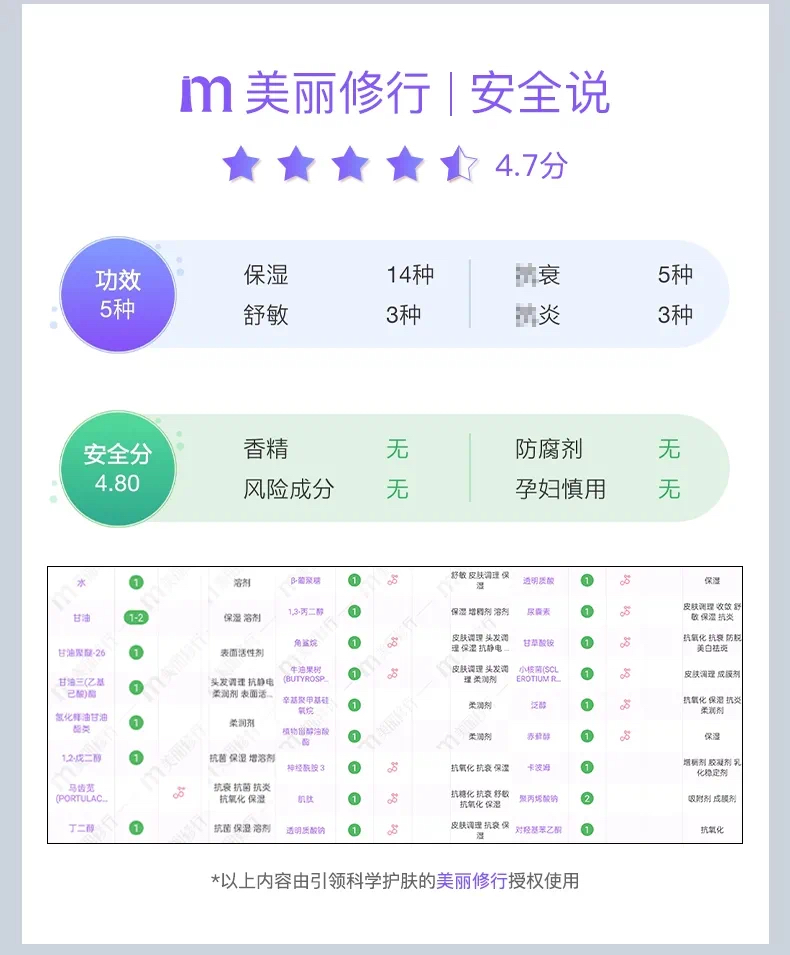 m 美丽修行 | 安全说
4.7分
功效
5种
保湿 14种
衰 5种
舒敏 3种
炎 3种
安全分
4.80
香精 无
防腐剂 无
风险成分 无
孕妇慎用 无
水 1 溶剂
甘油 1-2 保湿 溶剂
甘油聚醚-26 1 表面活性剂
甘油三(乙基
己酸)酯 1 头发调理 抗静电
柔润剂 表面活...
氢化蓖油甘油
酯类 1 柔润剂
1,2-戊二醇 1 抗菌 保湿 增溶剂
马齿苋
(PORTULAC... 抗衰 抗菌 抗炎
抗氧化 保湿
丁二醇 1 抗菌 保湿 溶剂
β-葡聚糖 1 舒敏 皮肤调理 保
湿
1,3-丙二醇 1 保湿 增稠剂 溶剂
角鲨烷 1 皮肤调理 头发调
理 保湿 抗静电...
牛油果树
(BUTYROSP... 1 皮肤调理 头发调
理 柔润剂
辛基聚甲基硅
氧烷 1 柔润剂
植物甾醇油酸
酯 1 柔润剂
神经酰胺 3 1 抗氧化 抗衰 保湿
肌肽 1 抗糖化 抗衰 舒敏
抗氧化 保湿
透明质酸钠 1 皮肤调理 抗衰 保
湿
透明质酸 1 保湿
尿囊素 1 皮肤调理 收敛 舒
敏 保湿 抗炎
甘草酸铵 1 抗氧化 抗衰 防脱
美白祛斑
小核菌(SCL
EROTIUM R... 1 皮肤调理 成膜剂
泛醇 1 抗氧化 保湿 抗炎
柔润剂
赤藓醇 1 保湿
卡波姆 1 增稠剂 胶凝剂 乳
化稳定剂
聚丙烯酸钠 2 吸附剂 成膜剂
对羟基苯乙酮 1 抗氧化
*以上内容由引领科学护肤的美丽修行授权使用